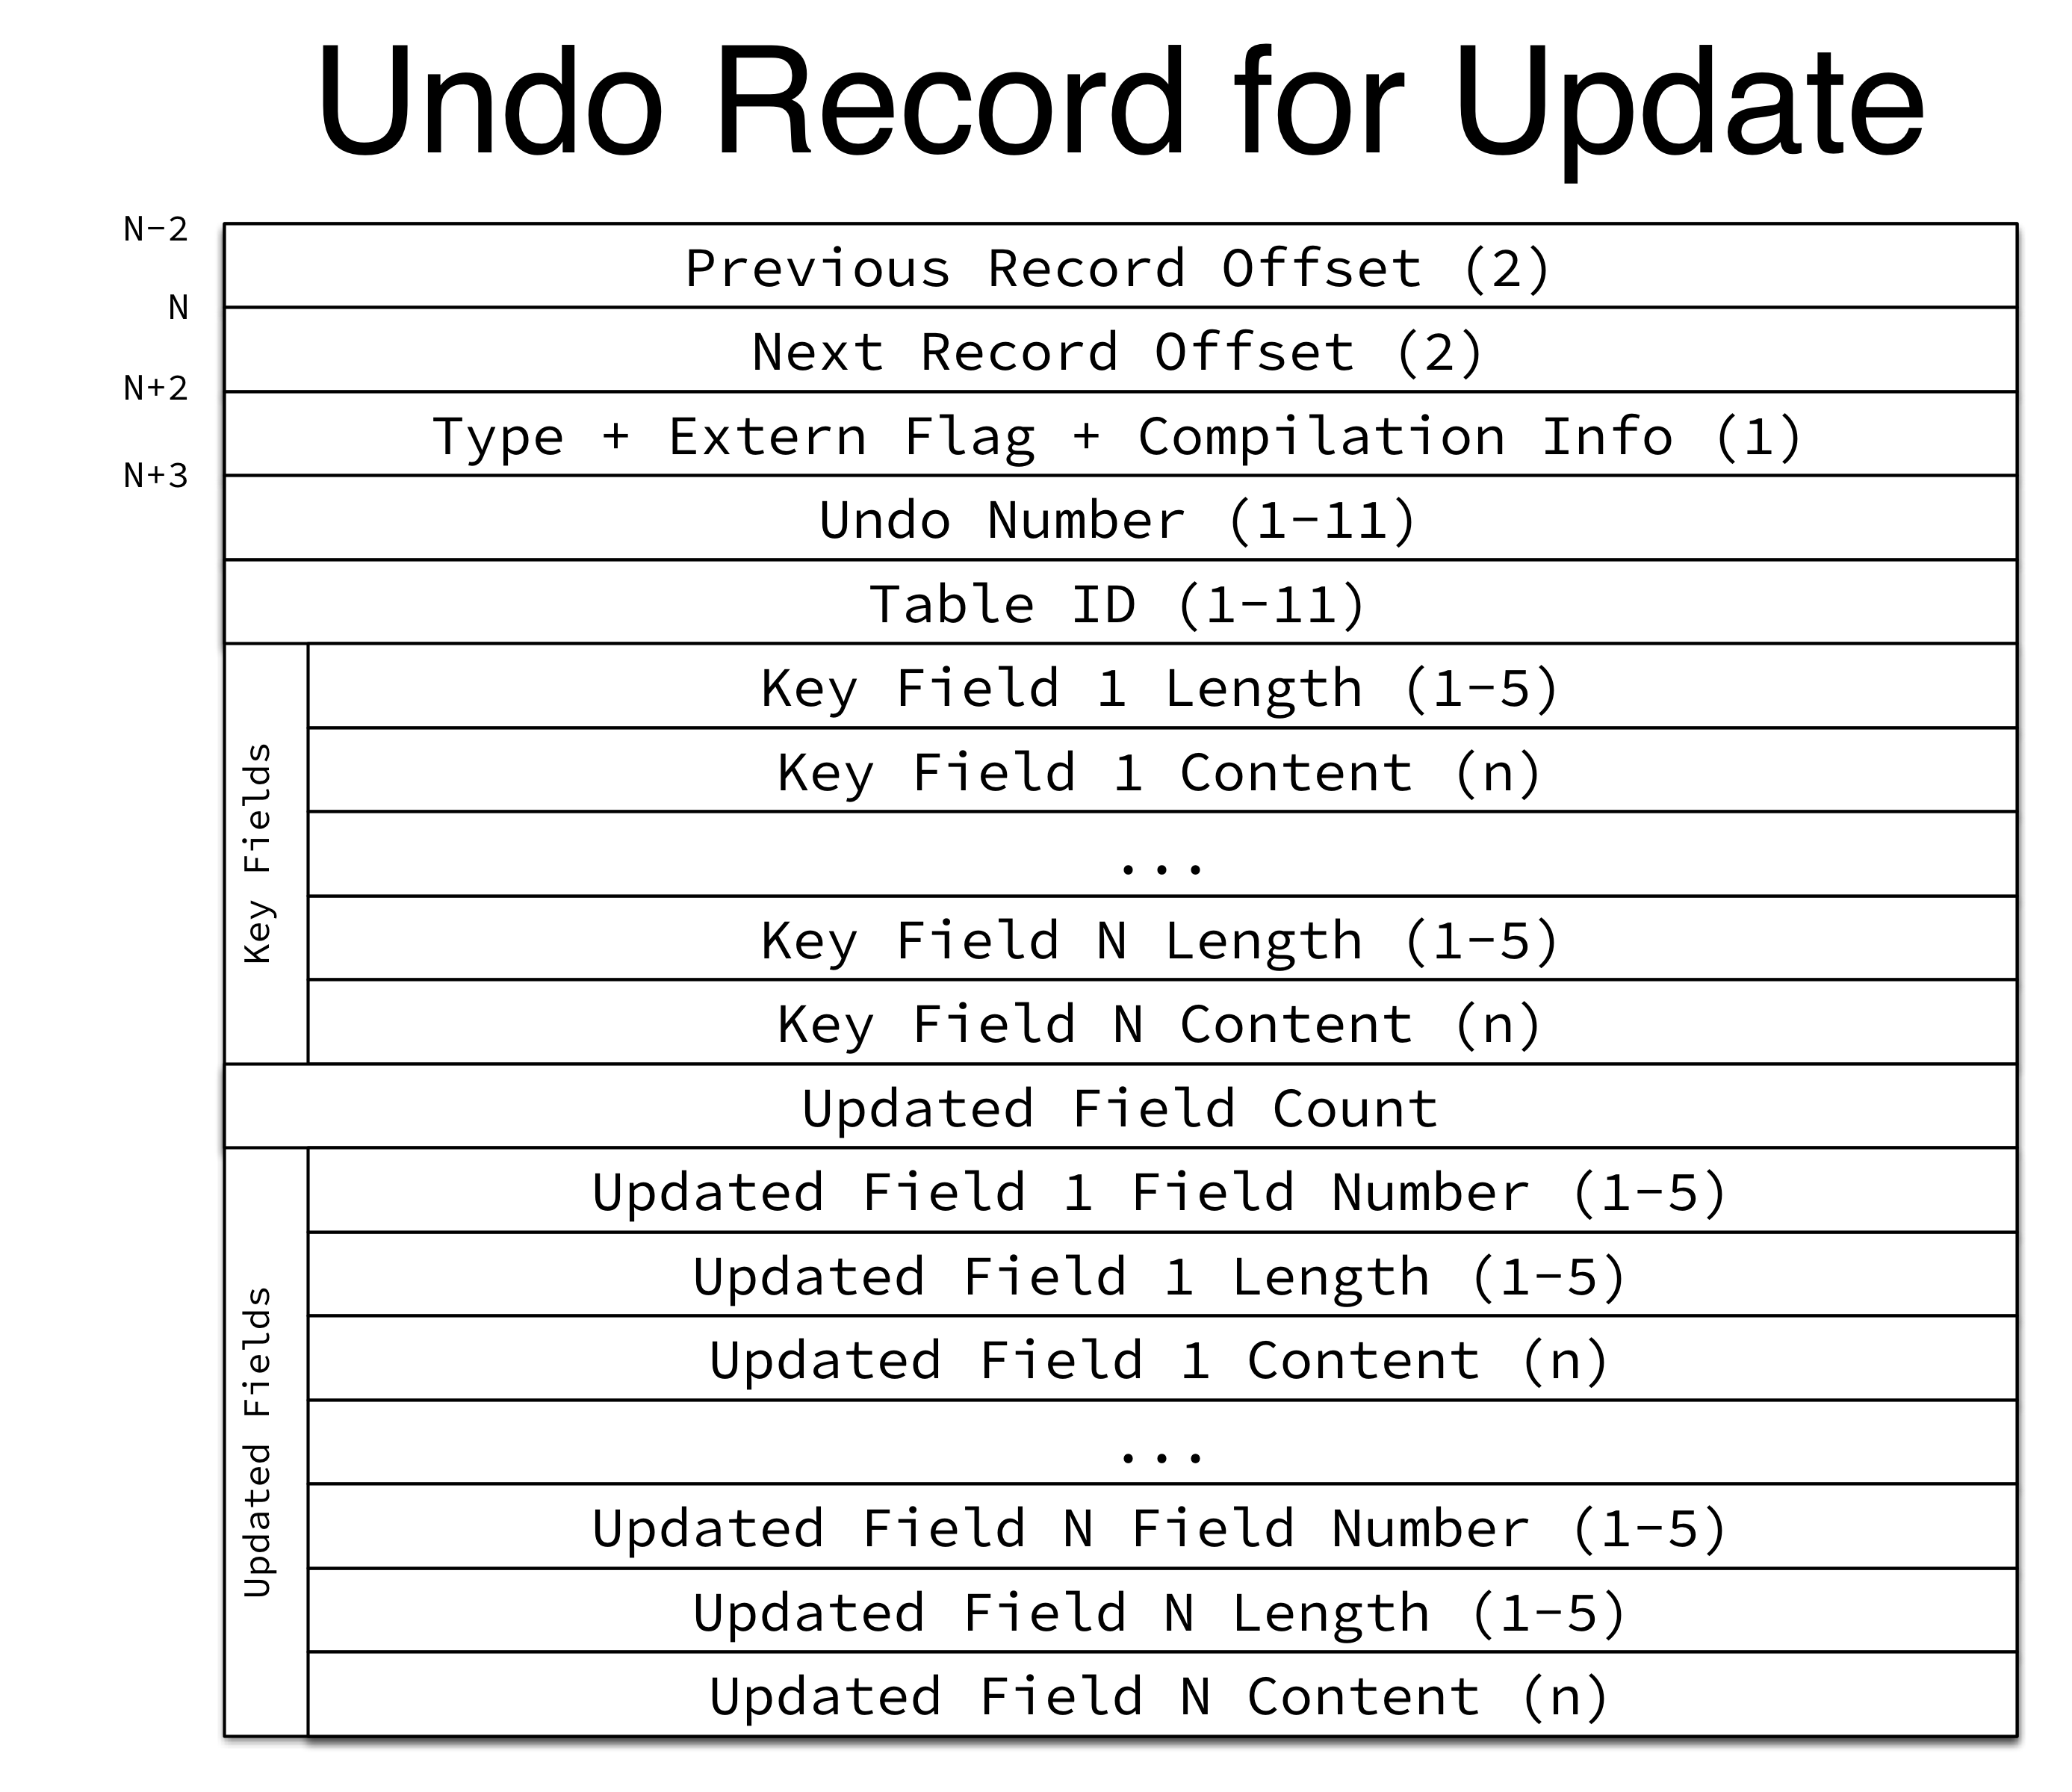 Undo Record for Update
N-2
Previous Record Offset (2)
N
Next Record Offset (2)
N+2
Type + Extern Flag + Compilation Info (1)
N+3
Undo Number (1-11)
Table ID (1-11)
Key Fields
Key Field 1 Length (1-5)
Key Field 1 Content (n)
...
Key Field N Length (1-5)
Key Field N Content (n)
Updated Field Count
Updated Fields
Updated Field 1 Field Number (1-5)
Updated Field 1 Length (1-5)
Updated Field 1 Content (n)
...
Updated Field N Field Number (1-5)
Updated Field N Length (1-5)
Updated Field N Content (n)